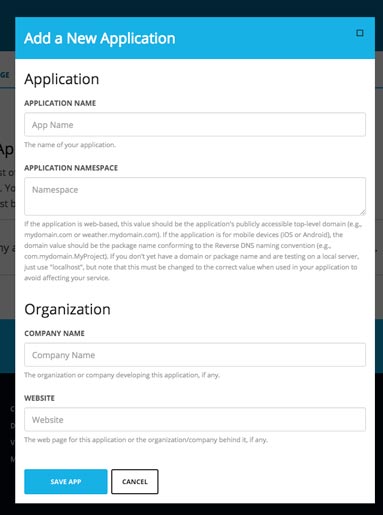 Add a New Application
GE
Application
APPLICATION NAME
App Name
The name of your application.
APPLICATION NAMESPACE
Namespace
If the application is web-based, this value should be the application's publicly accessible top-level domain (e.g.,
mydomain.com or weather.mydomain.com). If the application is for mobile devices (iOS or Android), the
domain value should be the package name conforming to the Reverse DNS naming convention (e.g.,
com.mydomain.MyProject). If you don't yet have a domain or package name and are testing on a local server,
just use "localhost", but note that this must be changed to the correct value when used in your application to
avoid affecting your service.
Organization
COMPANY NAME
Company Name
The organization or company developing this application, if any.
WEBSITE
Website
The web page for this application or the organization/company behind it, if any.
SAVE APP
CANCEL